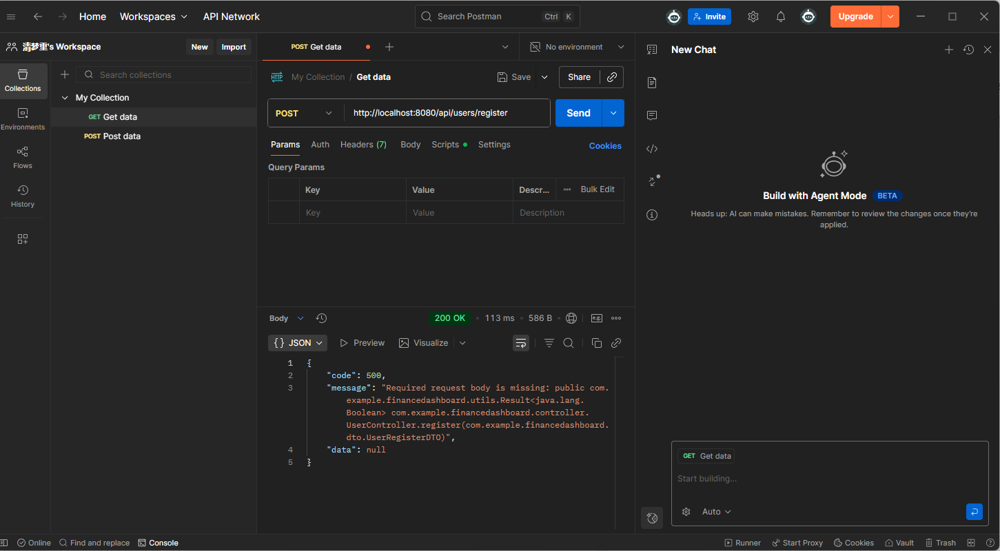 Home Workspaces API Network Search Postman Ctrl K Invite Upgrade
清梦重's Workspace New Import POST Get data No environment New Chat
Collections Search collections
My Collection
GET Get data
POST Post data
Environments
Flows
History
HTTP My Collection / Get data Save Share
POST http://localhost:8080/api/users/register Send
Params Auth Headers (7) Body Scripts Settings Cookies
Query Params
Key Value Descr... Bulk Edit
Key Value Description
Body 200 OK 113 ms 586 B e.g.
{} JSON Preview Visualize
1 {
2 "code": 500,
3 "message": "Required request body is missing: public com.
example.financedashboard.utils.Result<java.lang.
Boolean> com.example.financedashboard.controller.
UserController.register(com.example.financedashboard.
dto.UserRegisterDTO)",
4 "data": null
5 }
Build with Agent Mode BETA
Heads up: AI can make mistakes. Remember to review the changes once they're
applied.
GET Get data
Start building...
Auto
Online Find and replace Console Runner Start Proxy Cookies Vault Trash